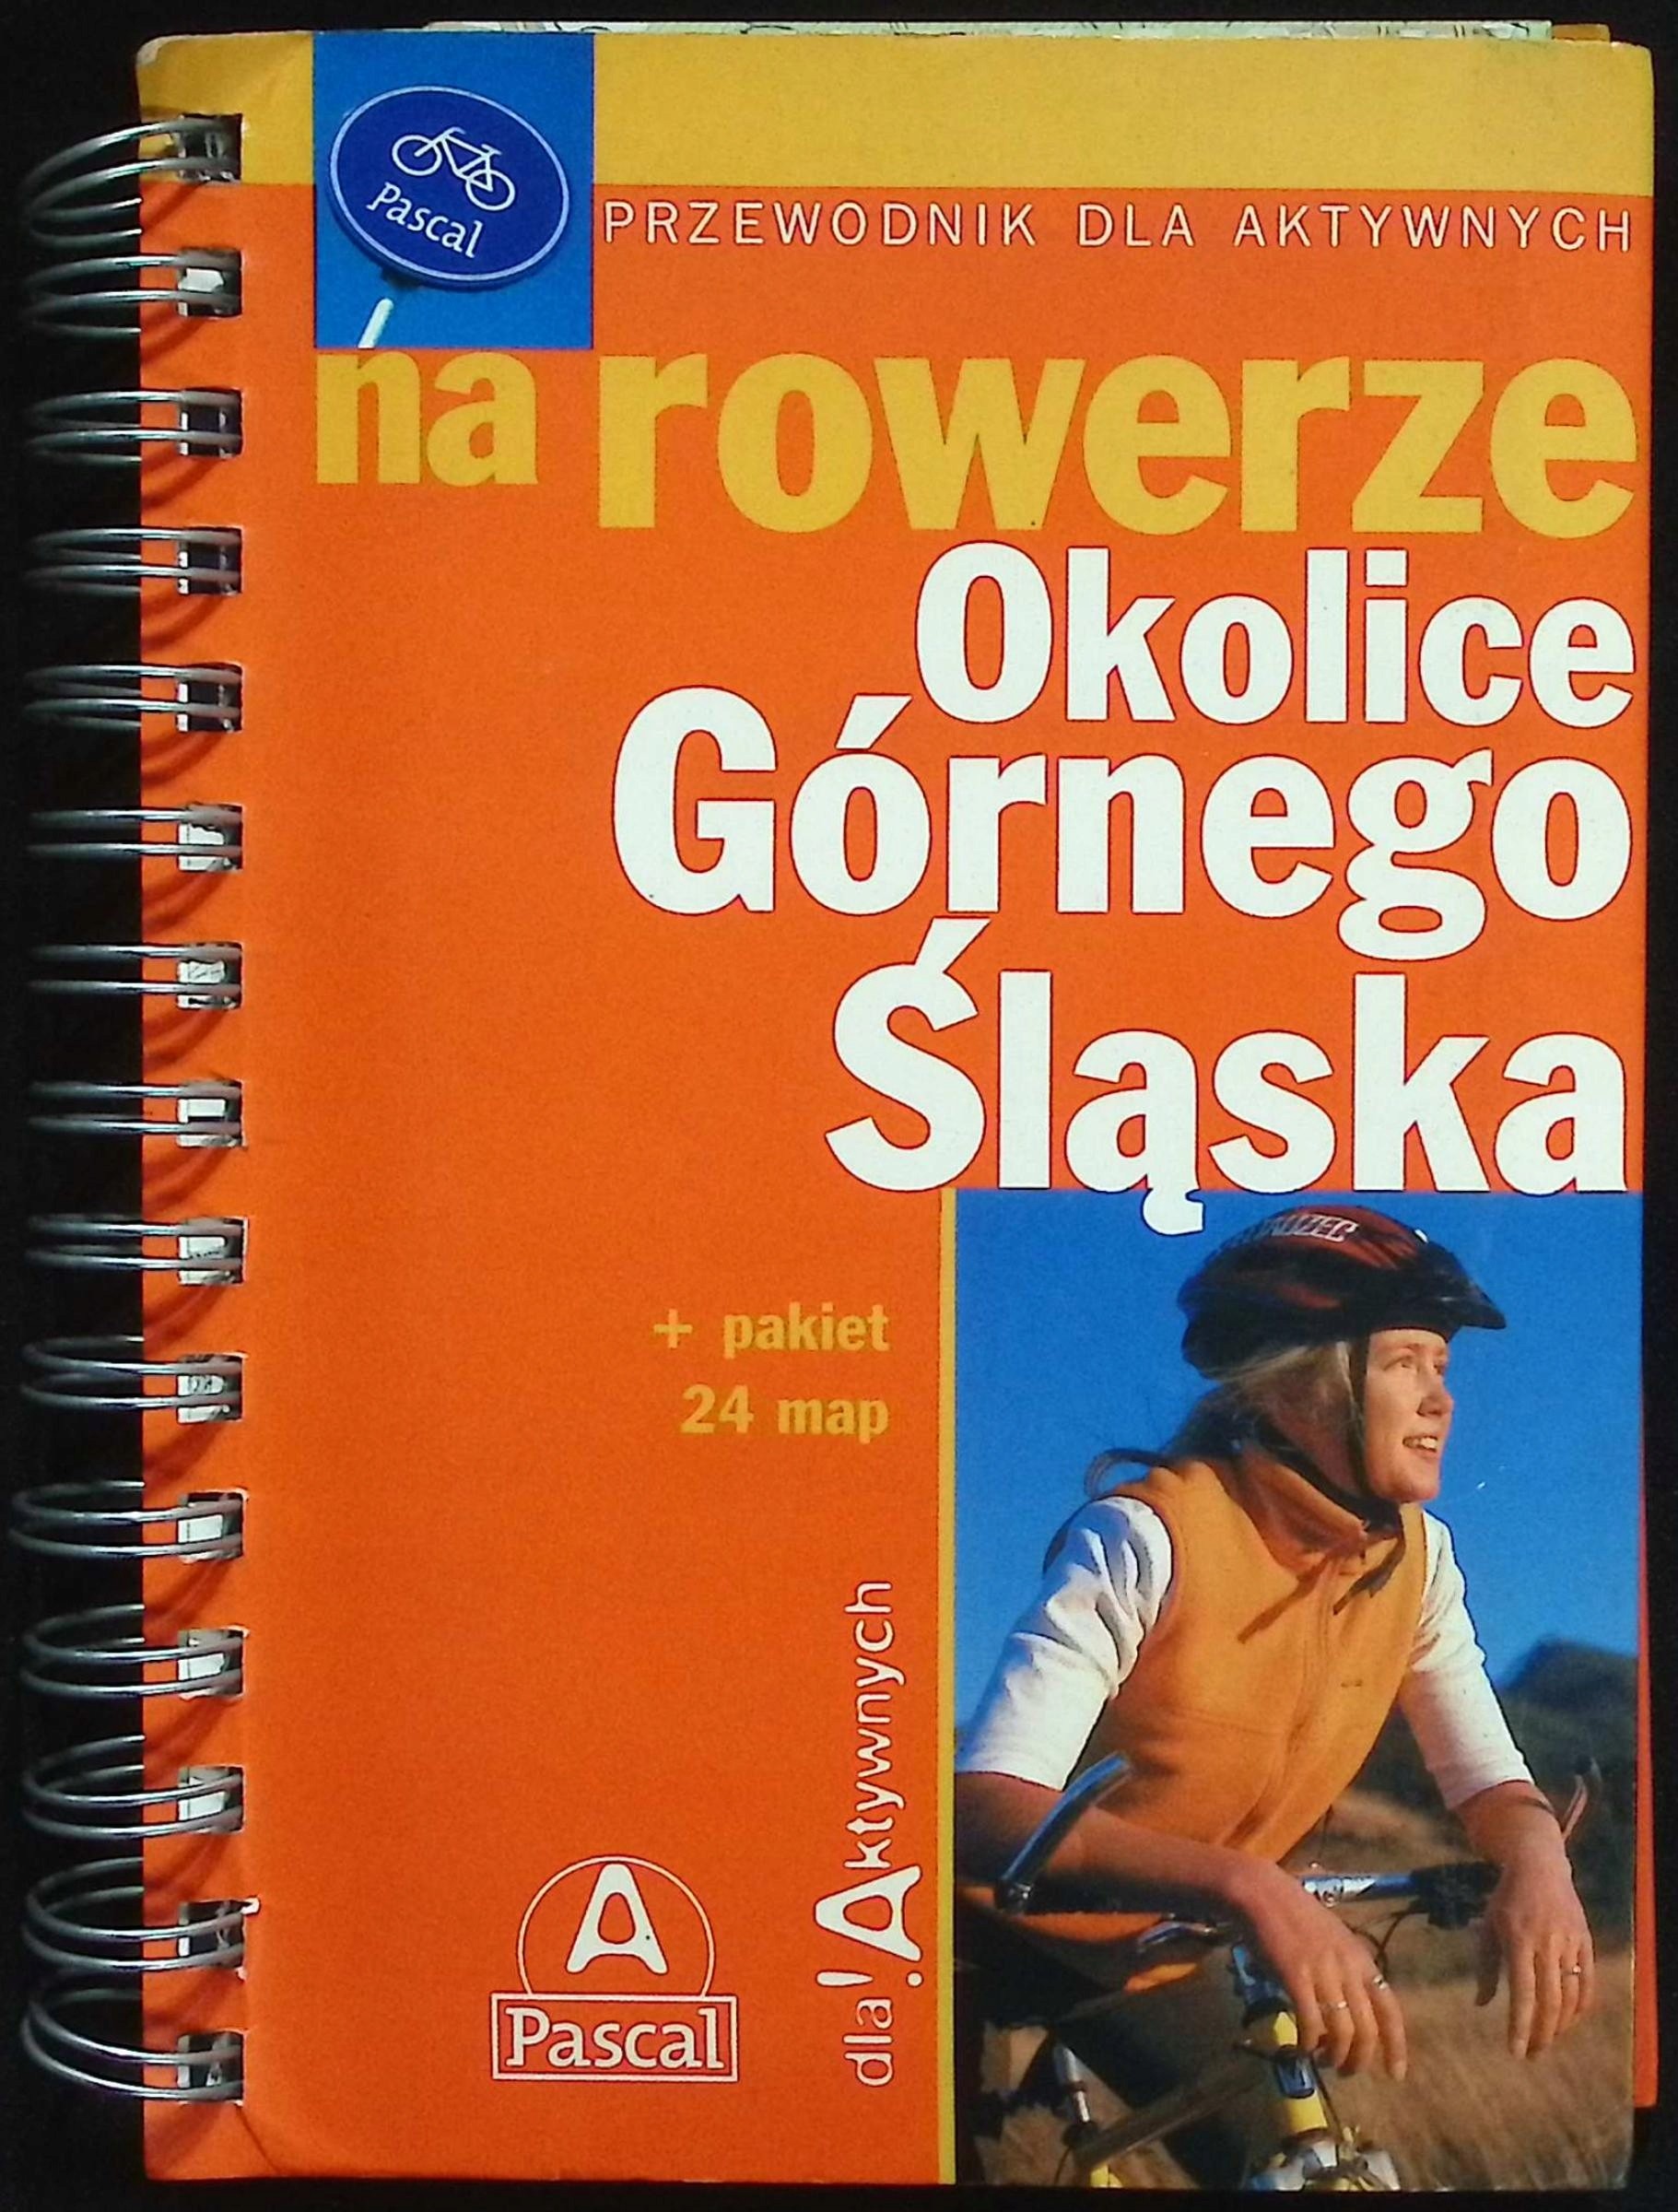 Pascal
PRZEWODNIK DLA AKTYWNYCH
na rowerze
Okolice
Górnego
Śląska
+ pakiet
24 map
dla!Aktywnych
A
Pascal